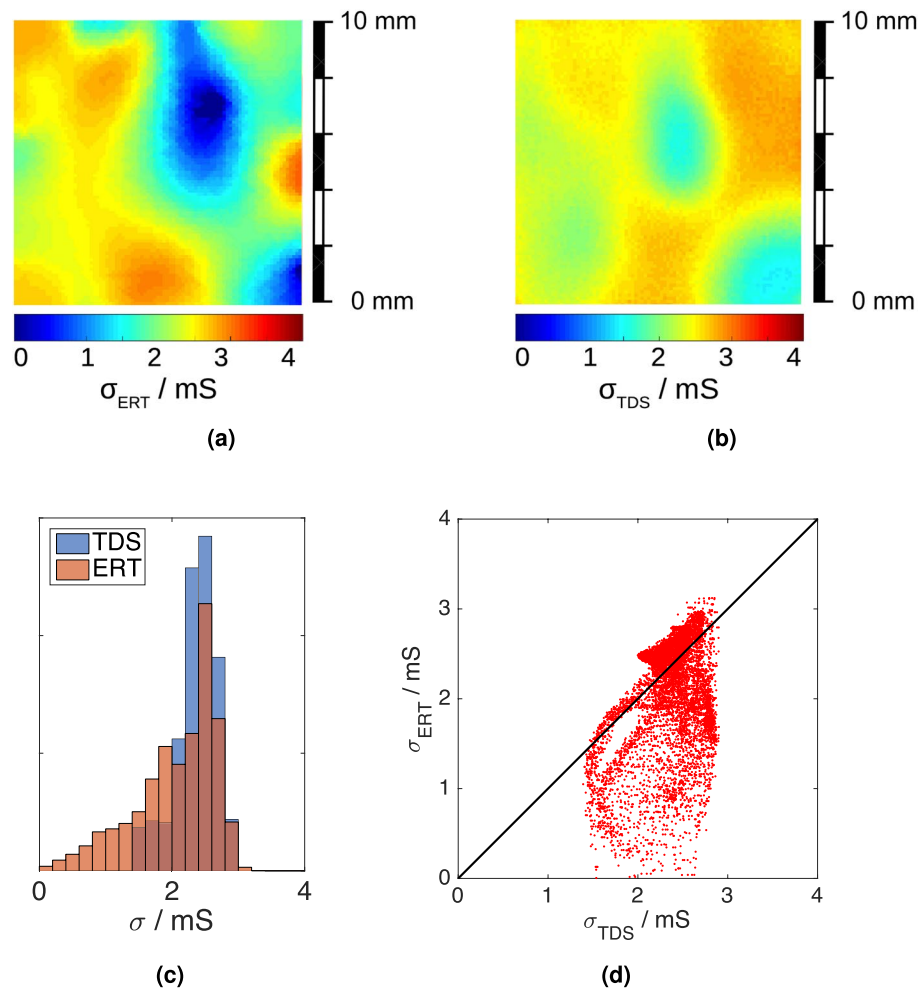 10 mm
0 mm
0 1 2 3 4
σERT / mS
(a)
10 mm
0 mm
0 1 2 3 4
σTDS / mS
(b)
TDS
ERT
0 2 4
σ / mS
(c)
4
3
2
1
0
σERT / mS
0 1 2 3 4
σTDS / mS
(d)